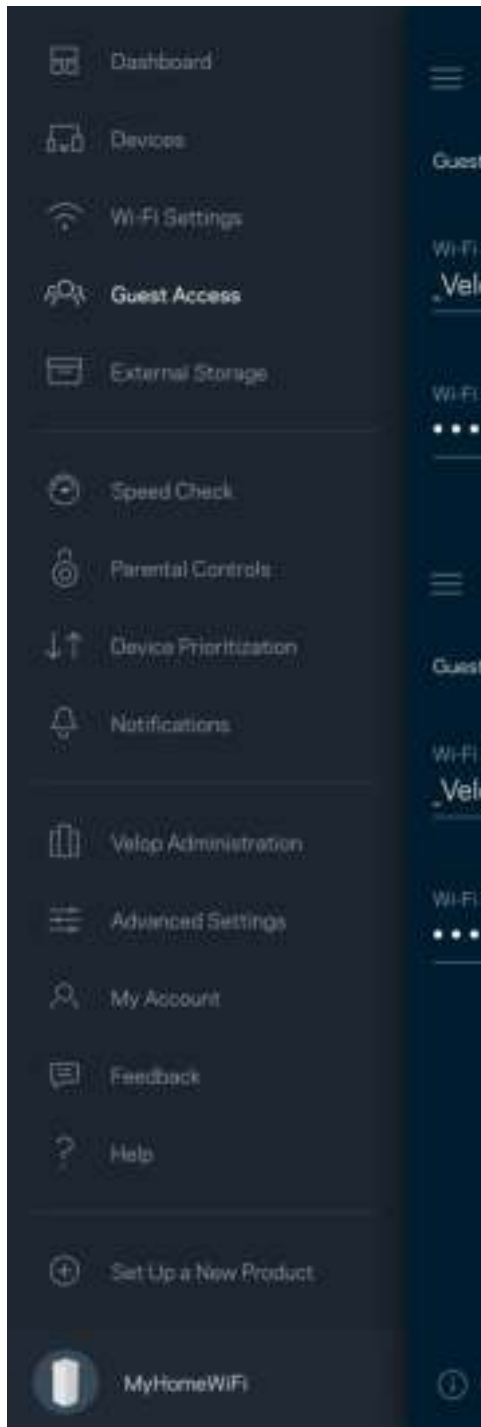 Dashboard
Devices
Wi-Fi Settings
Guest Access
External Storage
Speed Check
Parental Controls
Device Prioritization
Notifications
Velop Administration
Advanced Settings
My Account
Feedback
Help
Set Up a New Product
MyHomeWiFi
Guest
Wi-Fi
_Vel
Wi-Fi
Guest
Wi-Fi
_Vel
Wi-Fi